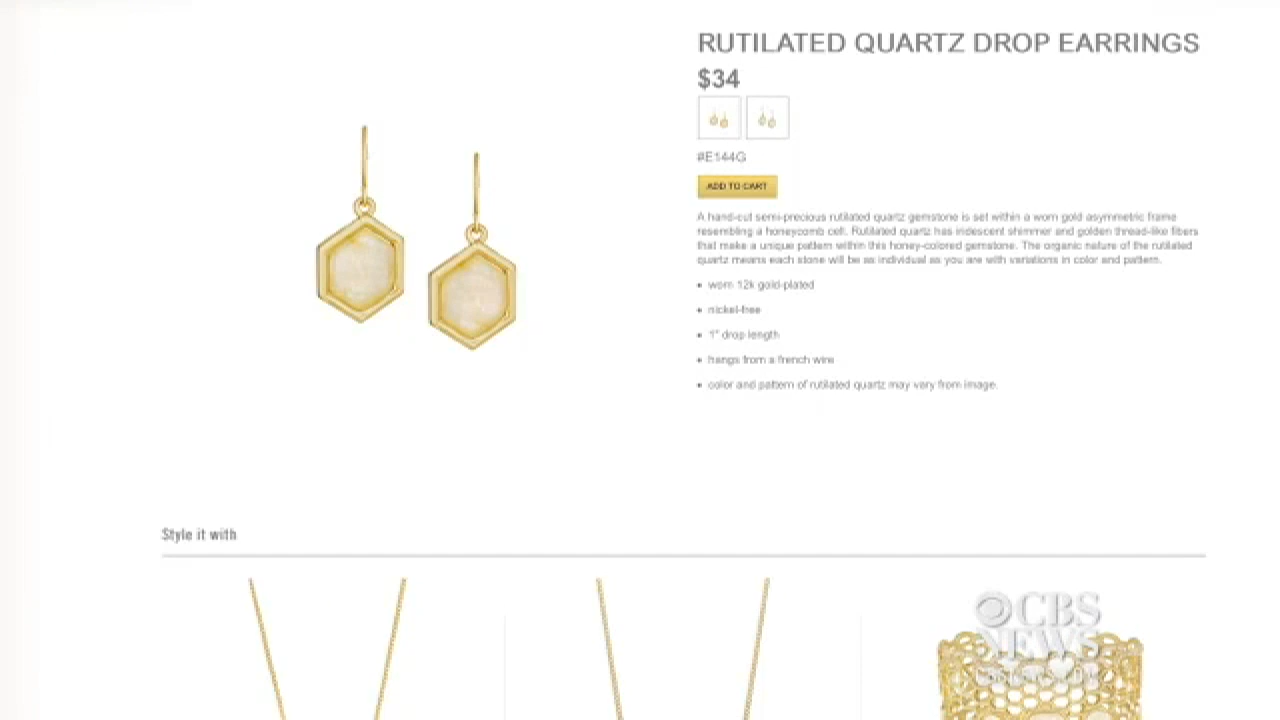 RUTILATED QUARTZ DROP EARRINGS
$34
#E144G
ADD TO CART
A hand-cut semi-precious rutilated quartz gemstone is set within a worn gold asymmetric frame
resembling a honeycomb cell. Rutilated quartz has iridescent shimmer and golden thread-like fibers
that make a unique pattern within this honey-colored gemstone. The organic nature of the rutilated
quartz means each stone will be as individual as you are with variations in color and pattern.
• worn 12k gold-plated
• nickel-free
• 1" drop length
• hangs from a french wire
• color and pattern of rutilated quartz may vary from image.
Style it with
CBS
NEWS